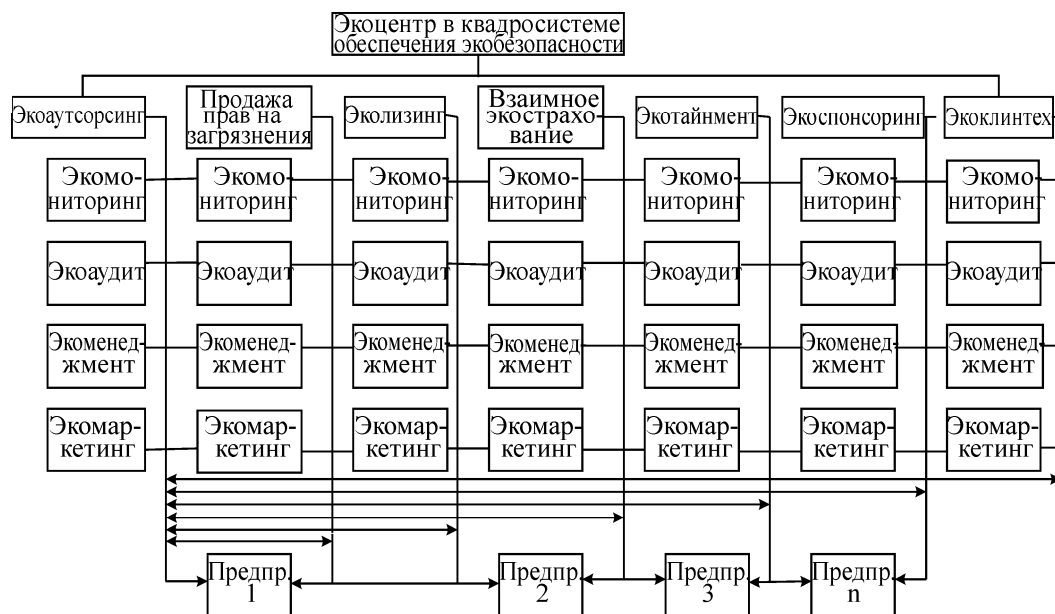 Экоцентр в квадросистеме
обеспечения экобезопасности
Экоаутсорсинг
Продажа
прав на
загрязнения
Эколизинг
Взаимное
экострахо
вание
Экотайнмент
Экоспонсоринг
Экоклинтех
Экомо-
ниторинг
Экомо-
ниторинг
Экомо-
ниторинг
Экомо-
ниторинг
Экомо-
ниторинг
Экомо-
ниторинг
Экомо-
ниторинг
Экоаудит
Экоаудит
Экоаудит
Экоаудит
Экоаудит
Экоаудит
Экоаудит
Экоменед-
жмент
Экоменед-
жмент
Экоменед-
жмент
Экоменед-
жмент
Экоменед-
жмент
Экоменед-
жмент
Экоменед-
жмент
Экомар-
кетинг
Экомар-
кетинг
Экомар-
кетинг
Экомар-
кетинг
Экомар-
кетинг
Экомар-
кетинг
Экомар-
кетинг
Предпр.
1
Предпр.
2
Предпр.
3
Предпр.
n